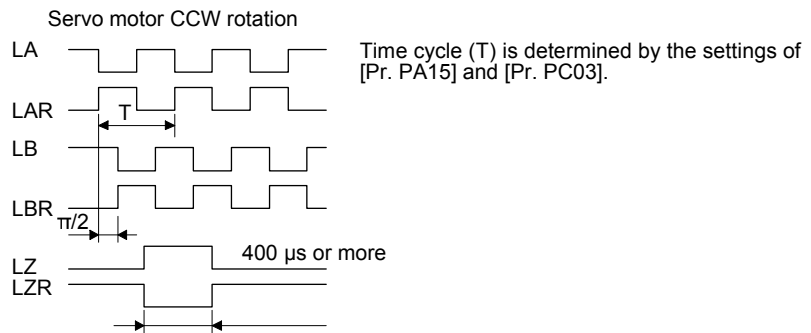 Servo motor CCW rotation
LA
Time cycle (T) is determined by the settings of
[Pr. PA15] and [Pr. PC03].
LAR
T
LB
LBR
π/2
LZ
400 μs or more
LZR